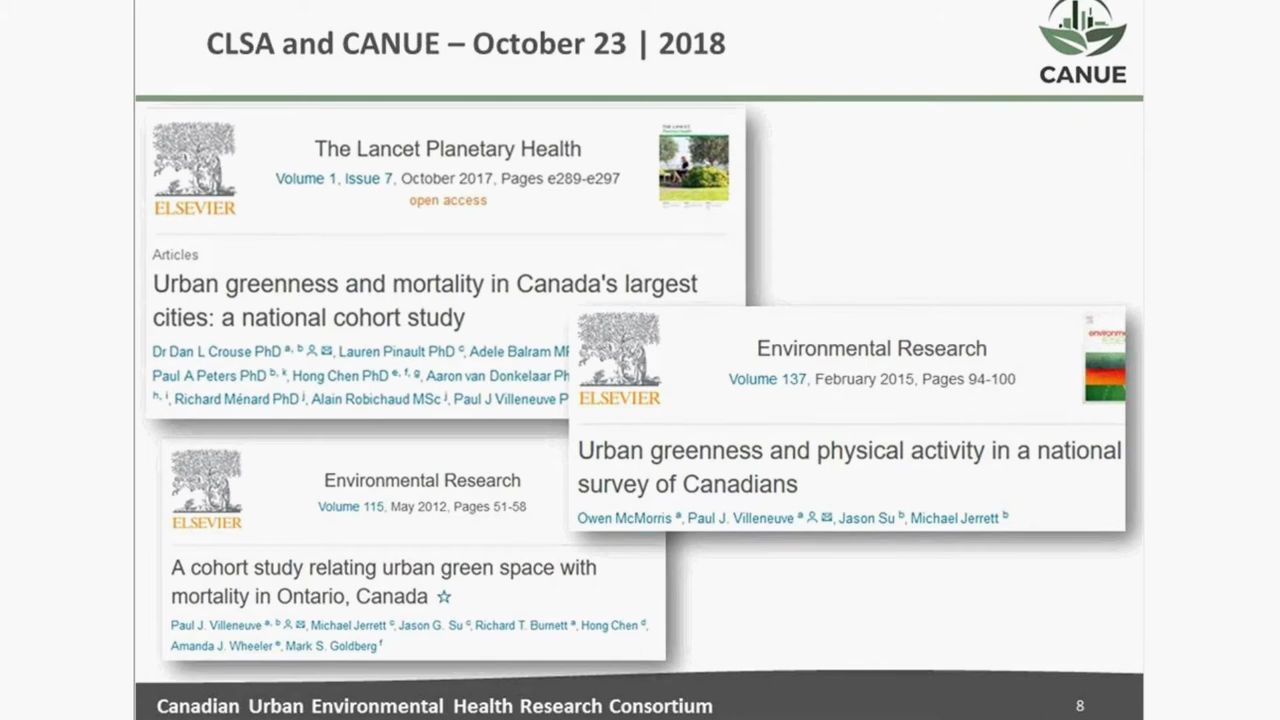 CLSA and CANUE – October 23 | 2018
CANUE
ELSEVIER
The Lancet Planetary Health
Volume 1, Issue 7, October 2017, Pages e289-e297
open access
Articles
Urban greenness and mortality in Canada's largest
cities: a national cohort study
Dr Dan L Crouse PhD a, b, Lauren Pinault PhD c, Adele Balram
Paul A Peters PhD b, k, Hong Chen PhD e, f, g, Aaron van Donkelaar
h, i, Richard Ménard PhD j, Alain Robichaud MSc j, Paul J Villeneuve
ELSEVIER
Environmental Research
Volume 137, February 2015, Pages 94-100
Urban greenness and physical activity in a national
survey of Canadians
Owen McMorris a, Paul J. Villeneuve a, Jason Su b, Michael Jerrett b
ELSEVIER
Environmental Research
Volume 115, May 2012, Pages 51-58
A cohort study relating urban green space with
mortality in Ontario, Canada ☆
Paul J. Villeneuve a, b, Michael Jerrett c, Jason G. Su c, Richard T. Burnett a, Hong Chen d,
Amanda J. Wheeler e, Mark S. Goldberg f
Canadian Urban Environmental Health Research Consortium
8